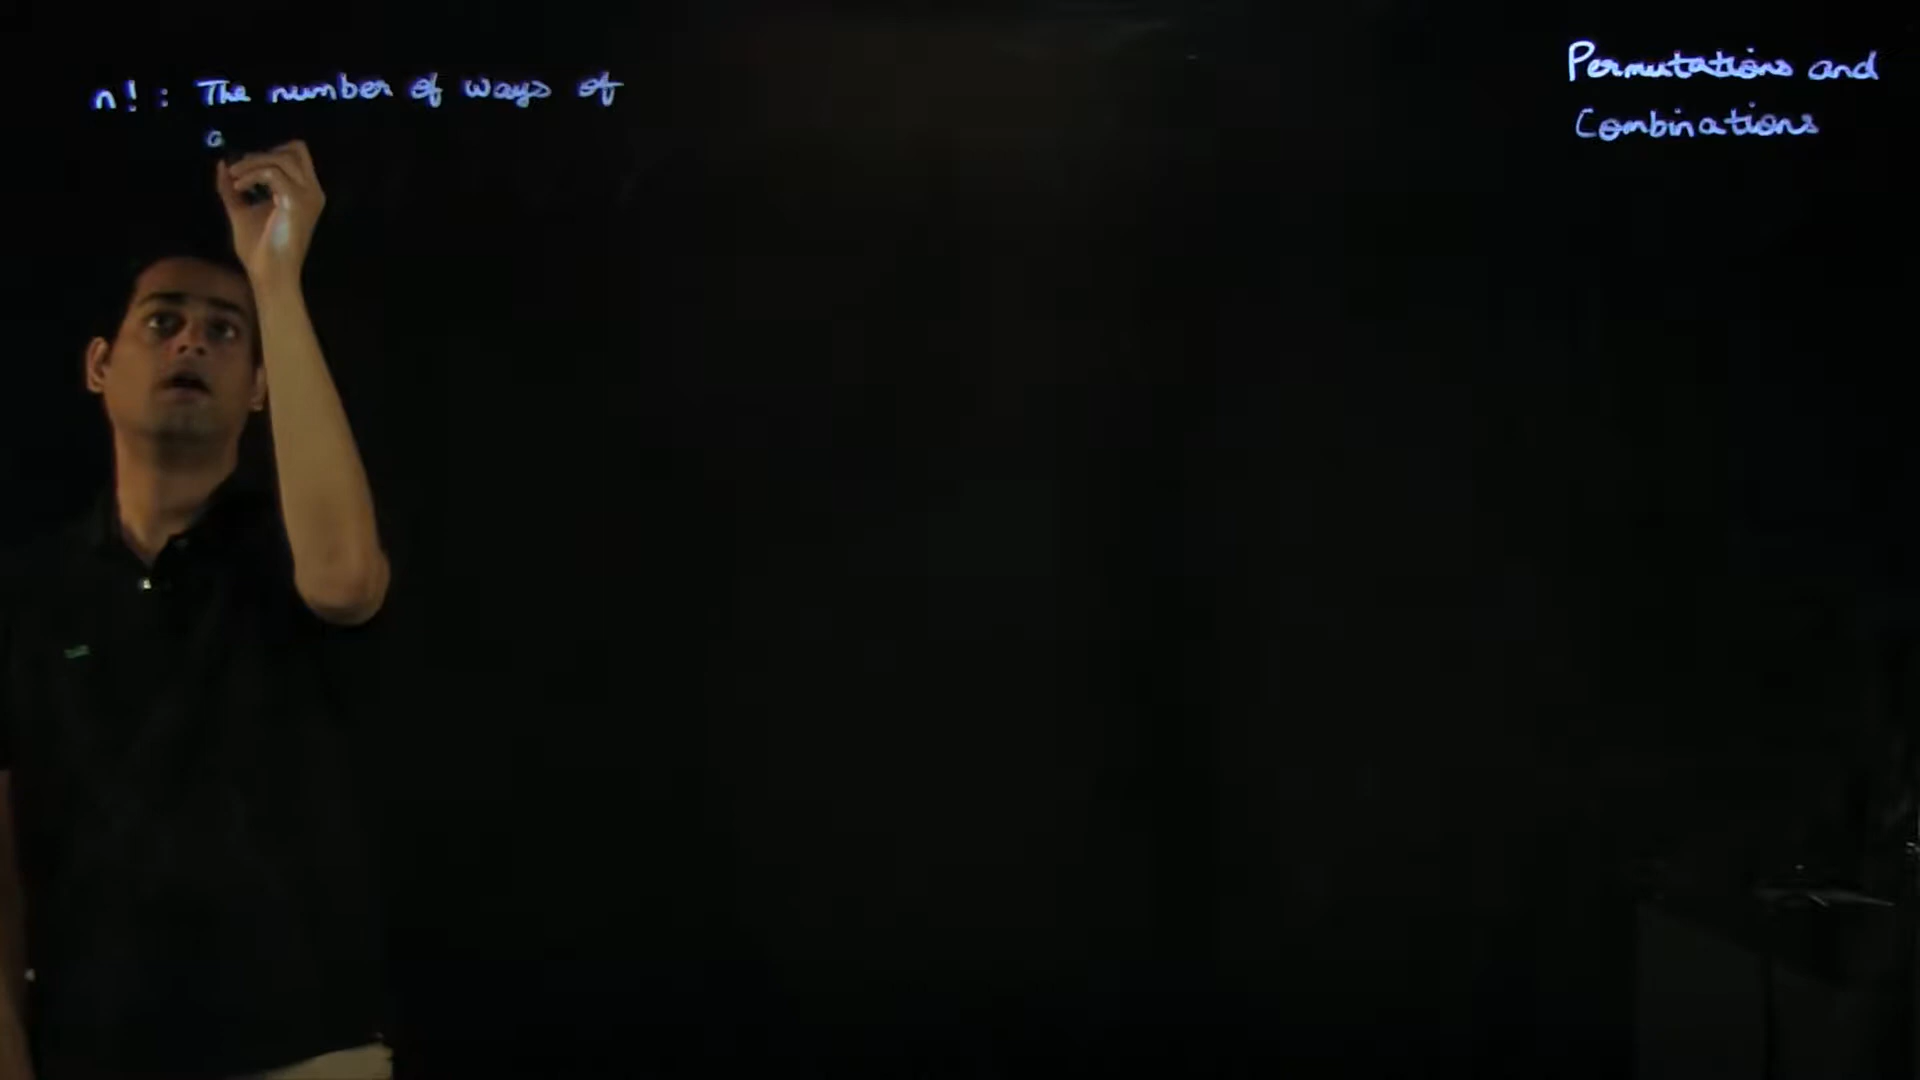 n! : The number of ways of
a
Permutations and
Combinations